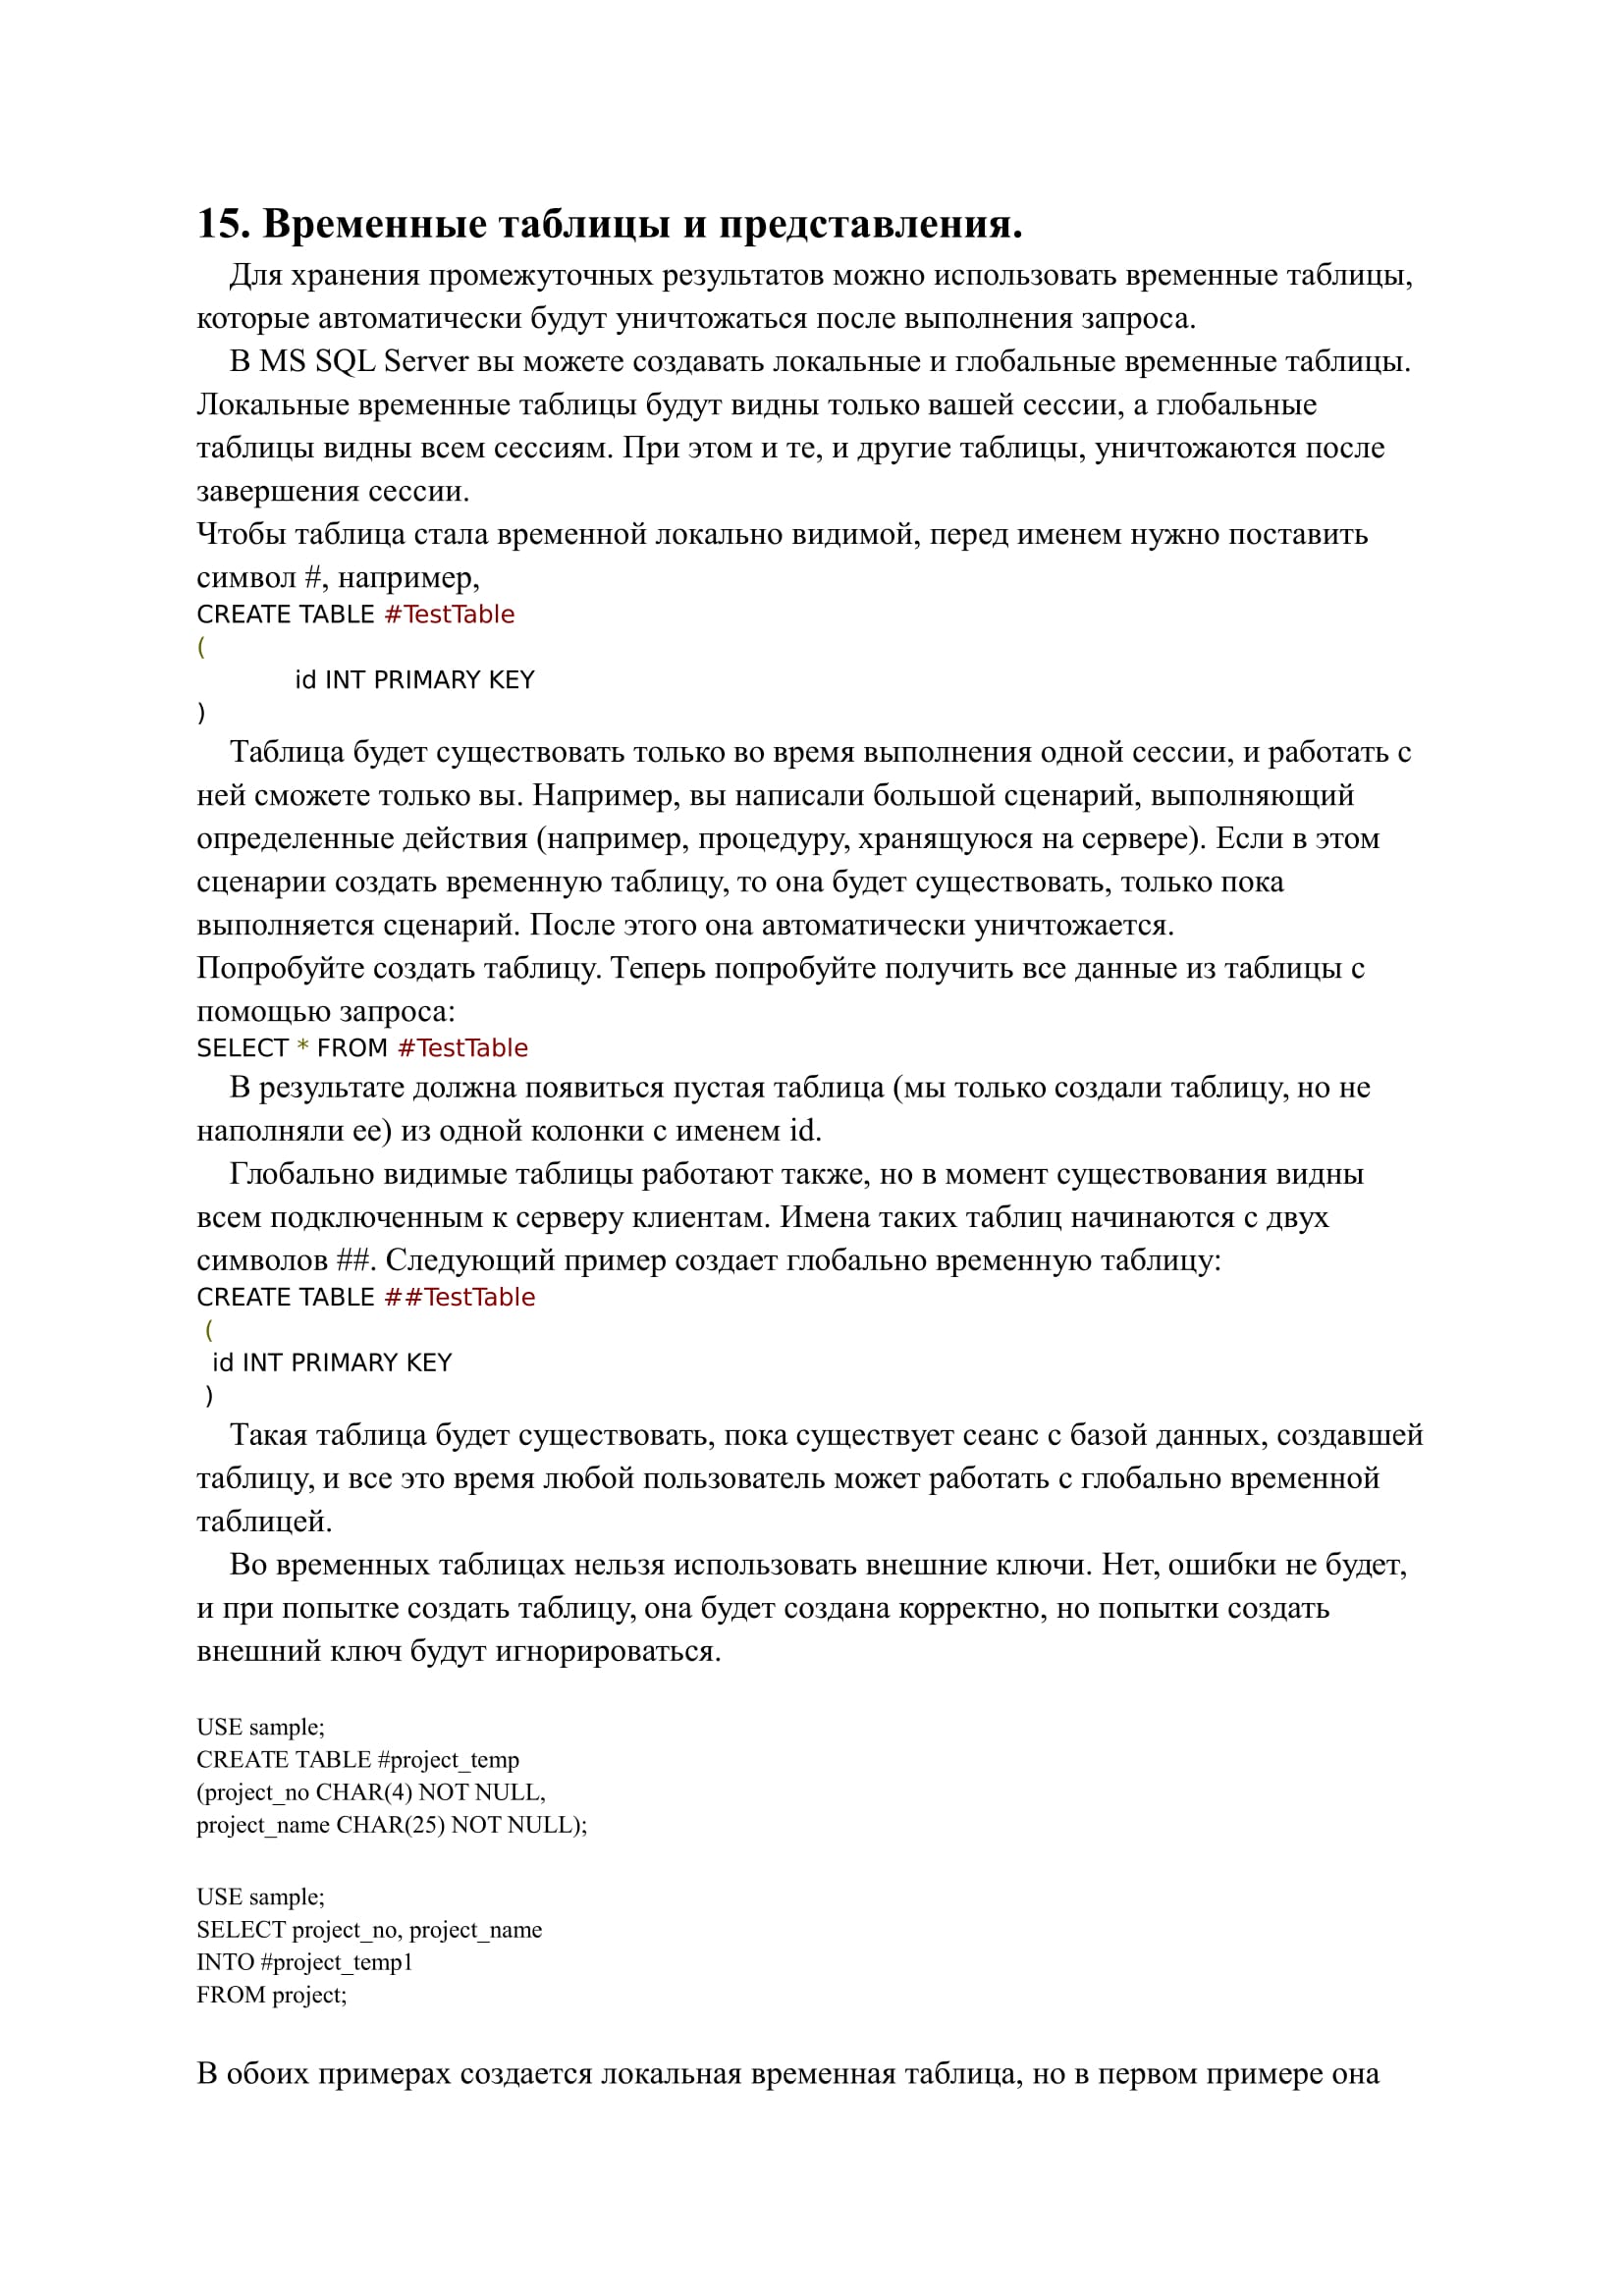 15. Временные таблицы и представления.
Для хранения промежуточных результатов можно использовать временные таблицы,
которые автоматически будут уничтожаться после выполнения запроса.
В MS SQL Server вы можете создавать локальные и глобальные временные таблицы.
Локальные временные таблицы будут видны только вашей сессии, а глобальные
таблицы видны всем сессиям. При этом и те, и другие таблицы, уничтожаются после
завершения сессии.
Чтобы таблица стала временной локально видимой, перед именем нужно поставить
символ #, например,
CREATE TABLE #TestTable
(
id INT PRIMARY KEY
)
Таблица будет существовать только во время выполнения одной сессии, и работать с
ней сможете только вы. Например, вы написали большой сценарий, выполняющий
определенные действия (например, процедуру, хранящуюся на сервере). Если в этом
сценарии создать временную таблицу, то она будет существовать, только пока
выполняется сценарий. После этого она автоматически уничтожается.
Попробуйте создать таблицу. Теперь попробуйте получить все данные из таблицы с
помощью запроса:
SELECT * FROM #TestTable
В результате должна появиться пустая таблица (мы только создали таблицу, но не
наполняли ее) из одной колонки с именем id.
Глобально видимые таблицы работают также, но в момент существования видны
всем подключенным к серверу клиентам. Имена таких таблиц начинаются с двух
символов ##. Следующий пример создает глобально временную таблицу:
CREATE TABLE ##TestTable
(
id INT PRIMARY KEY
)
Такая таблица будет существовать, пока существует сеанс с базой данных, создавшей
таблицу, и все это время любой пользователь может работать с глобально временной
таблицей.
Во временных таблицах нельзя использовать внешние ключи. Нет, ошибки не будет,
и при попытке создать таблицу, она будет создана корректно, но попытки создать
внешний ключ будут игнорироваться.
USE sample;
CREATE TABLE #project_temp
(project_no CHAR(4) NOT NULL,
project_name CHAR(25) NOT NULL);
USE sample;
SELECT project_no, project_name
INTO #project_temp1
FROM project;
В обоих примерах создается локальная временная таблица, но в первом примере она